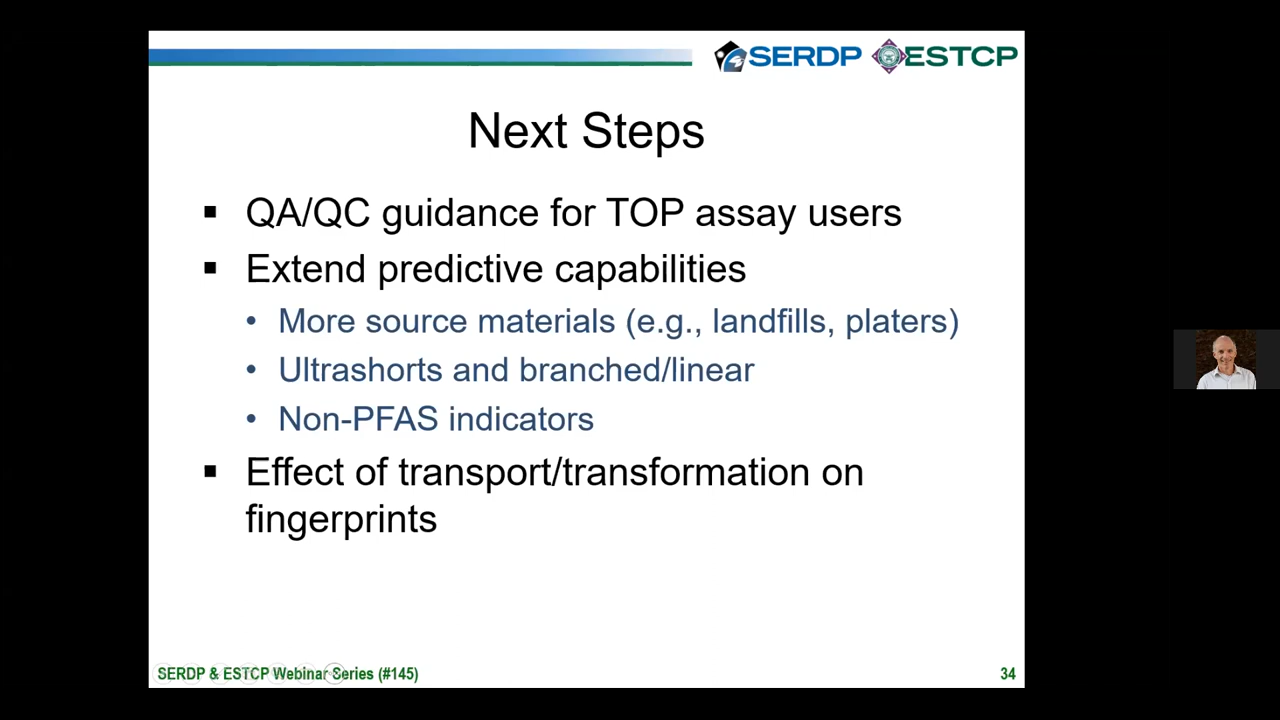 SERDP ESTCP
Next Steps
▪ QA/QC guidance for TOP assay users
▪ Extend predictive capabilities
• More source materials (e.g., landfills, platers)
• Ultrashorts and branched/linear
• Non-PFAS indicators
▪ Effect of transport/transformation on
fingerprints
SERDP & ESTCP Webinar Series (#145) 34